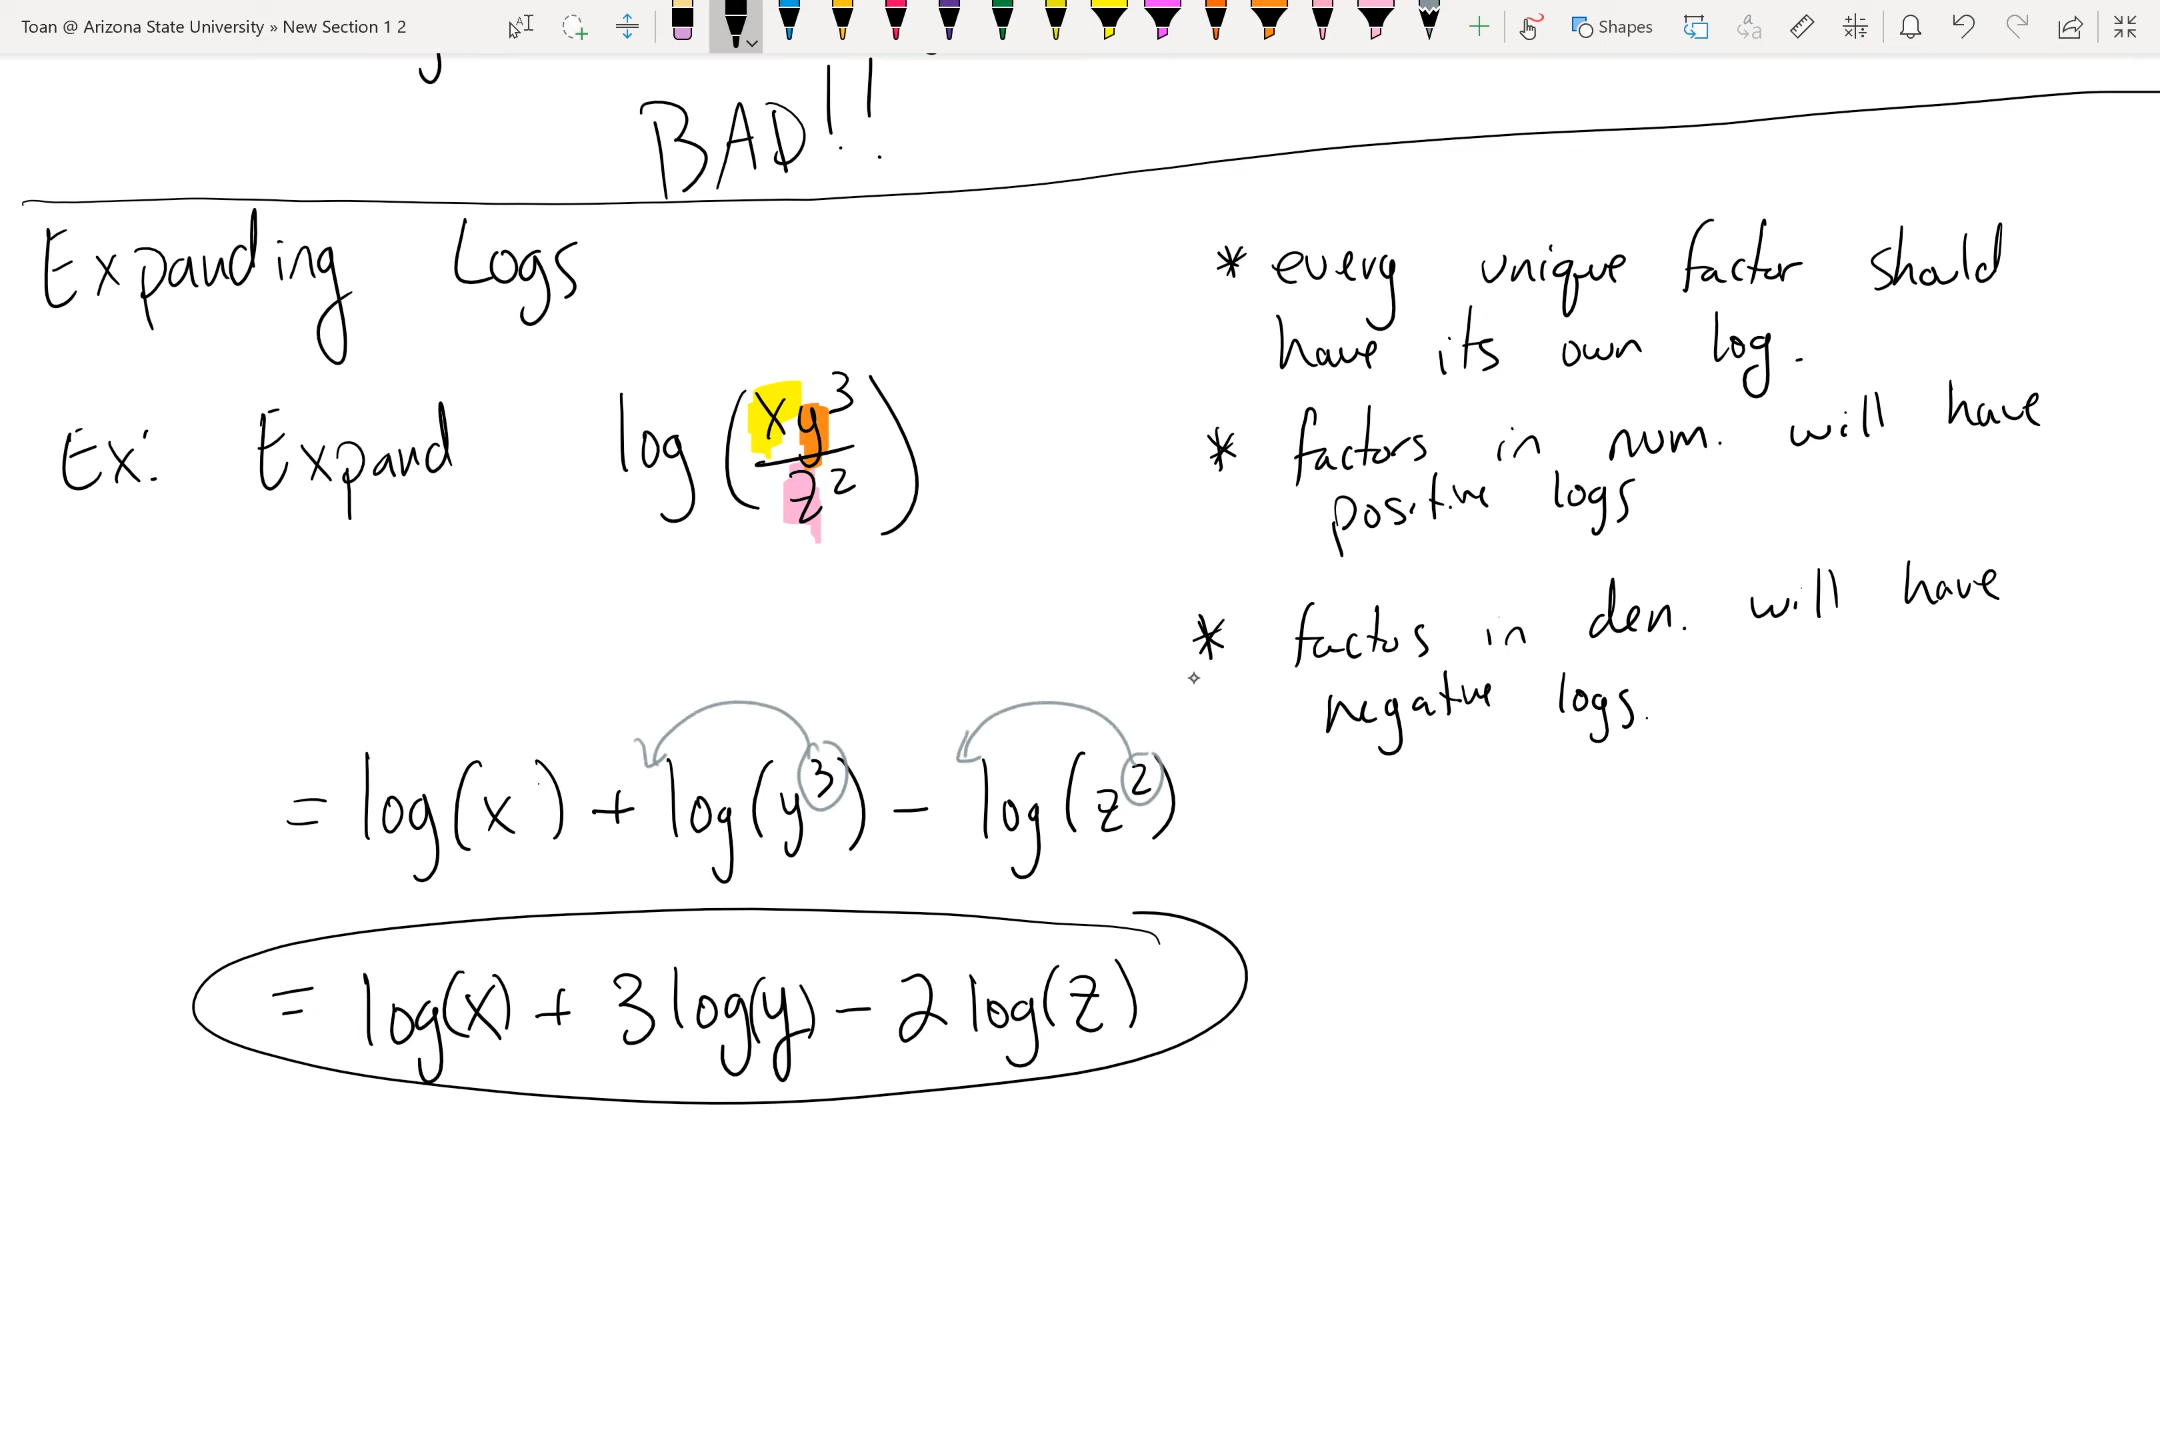 Toan @ Arizona State University » New Section 1 2
Shapes
BAD!!
Expanding Logs
Ex: Expand log(xy³/z²)
= log(x) + log(y³) − log(z²)
= log(x) + 3log(y) − 2log(z)
* every unique factor should
have its own log.
* factors in num. will have
positive logs
* factors in den. will have
negative logs.